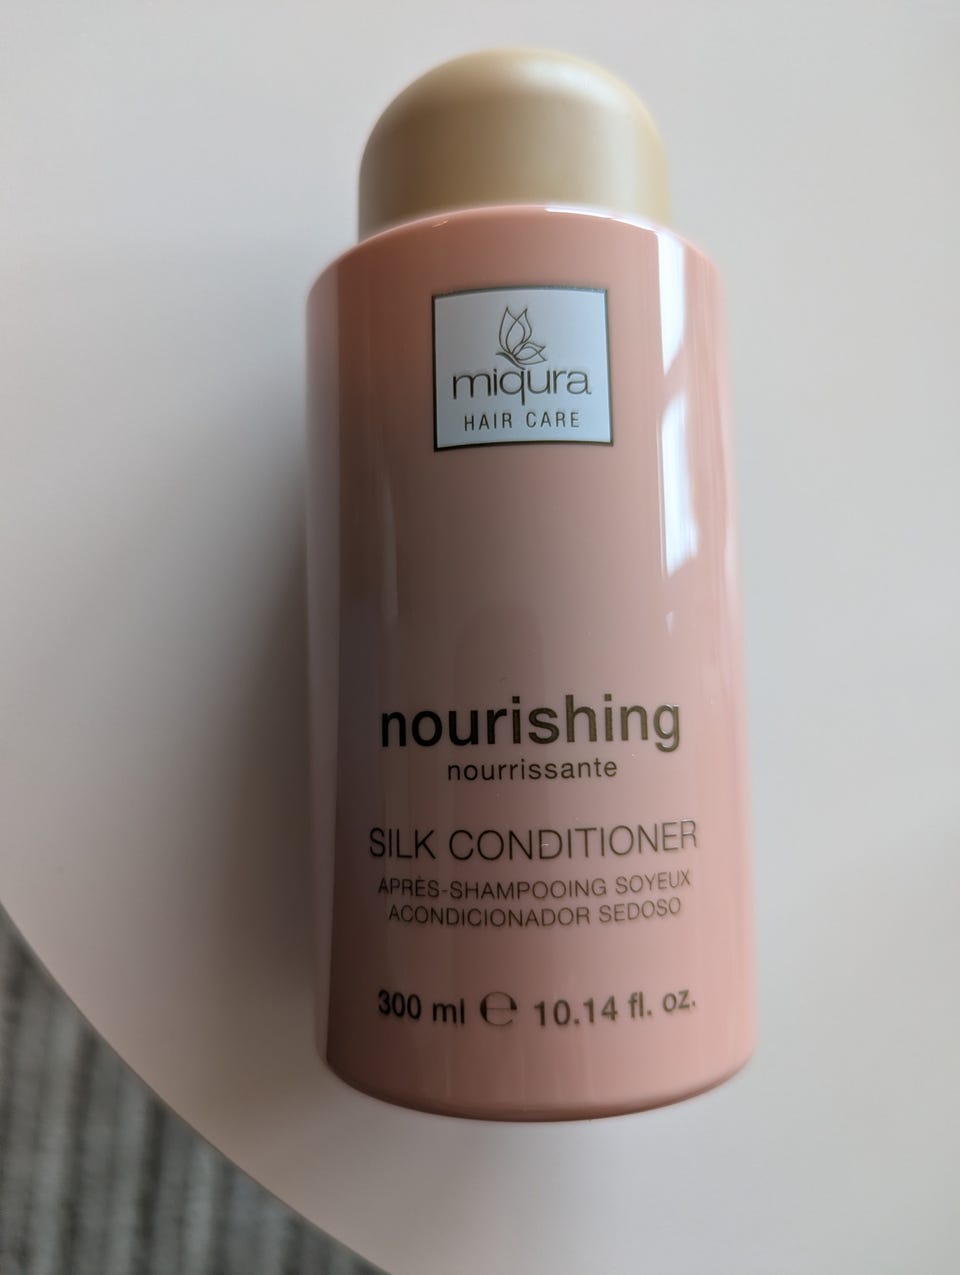 miqura
HAIR CARE
nourishing
nourrissante
SILK CONDITIONER
APRÈS-SHAMPOOING SOYEUX
ACONDICIONADOR SEDOSO
300 ml ℮ 10.14 fl. oz.